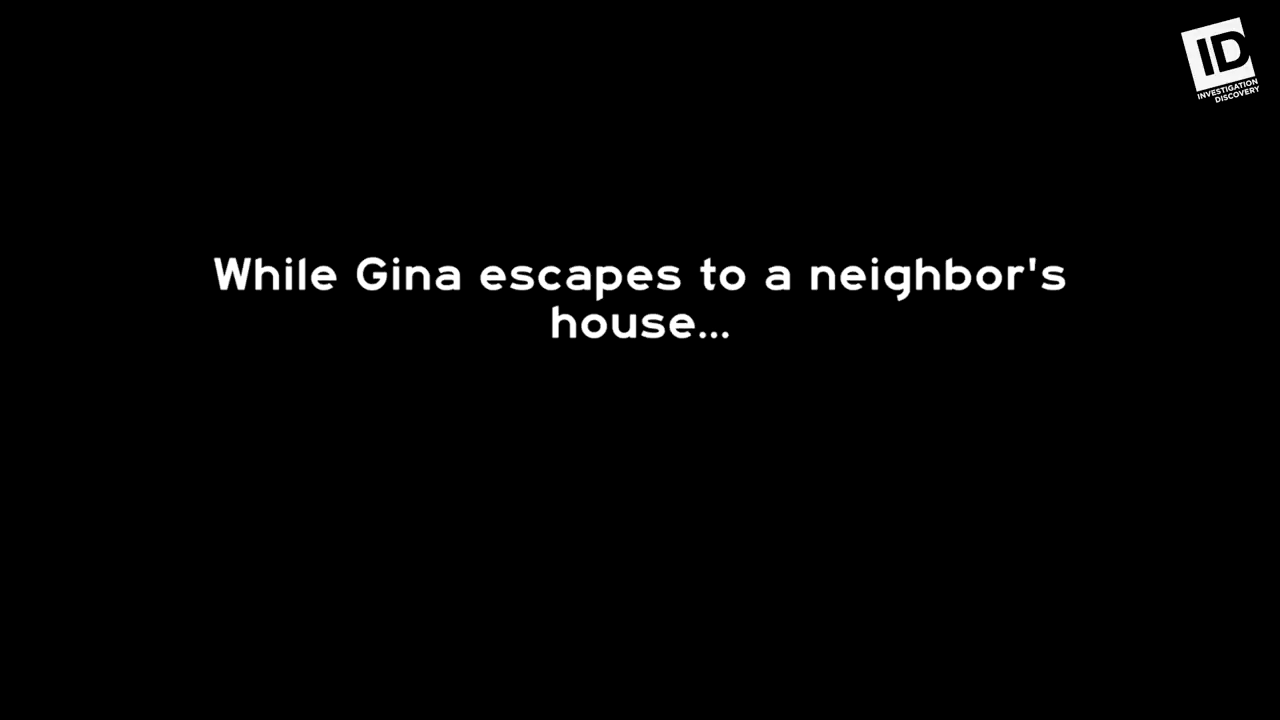 ID
INVESTIGATION
DISCOVERY
While Gina escapes to a neighbor's
house...